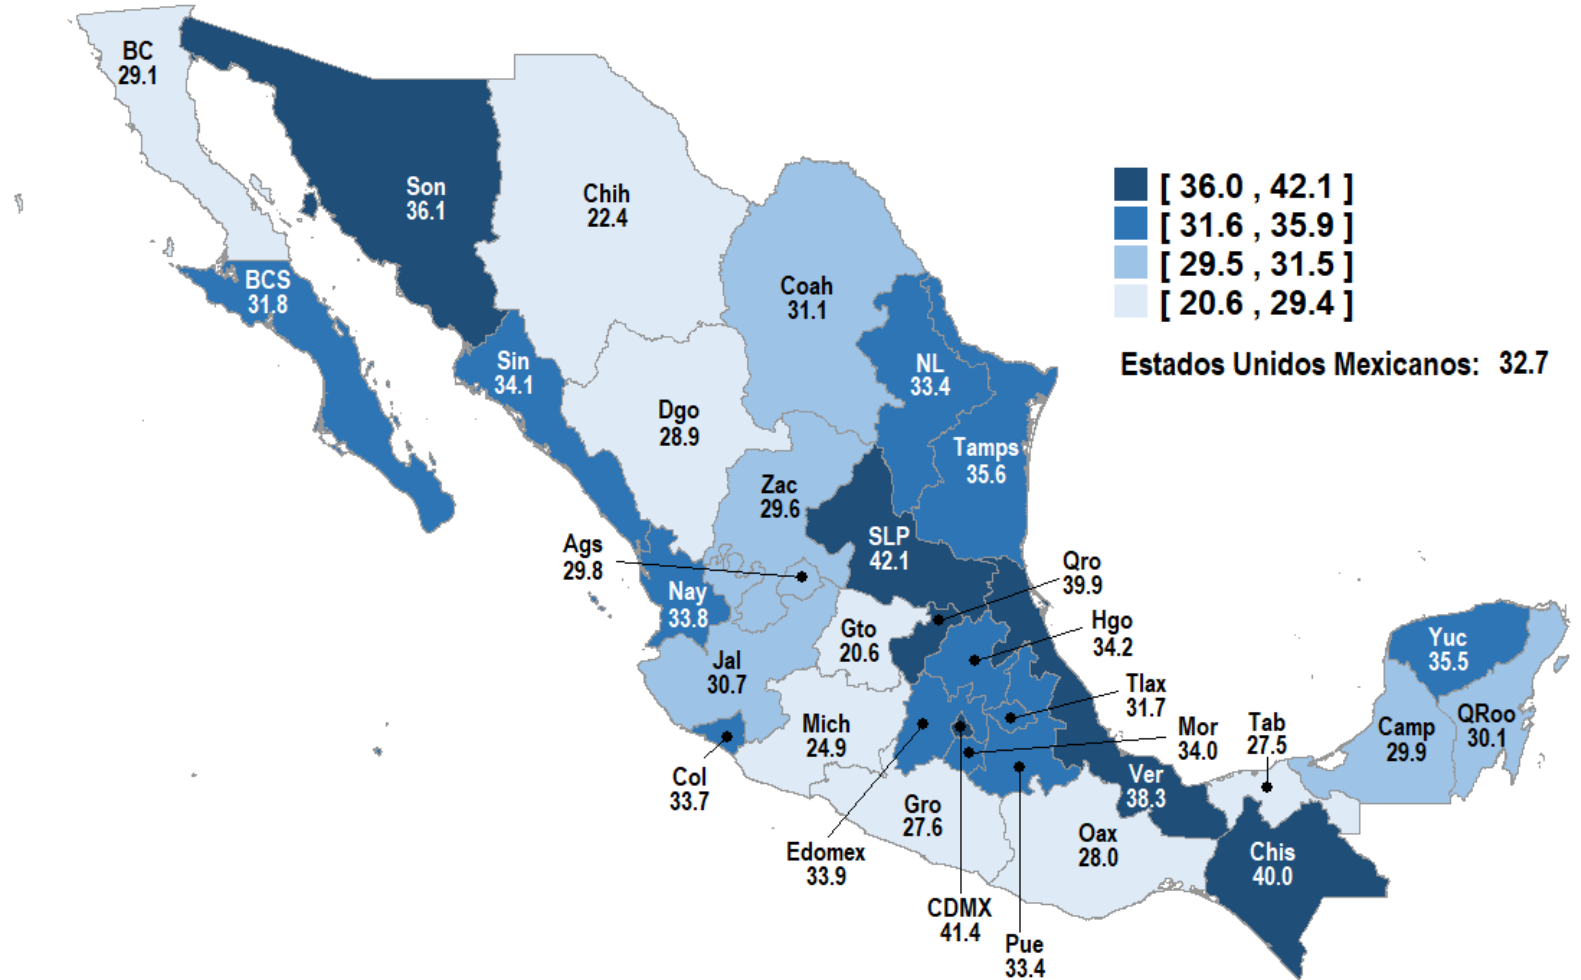 BC
29.1
Son
36.1
Chih
22.4
[ 36.0 , 42.1 ]
[ 31.6 , 35.9 ]
[ 29.5 , 31.5 ]
[ 20.6 , 29.4 ]
Estados Unidos Mexicanos: 32.7
BCS
31.8
Coah
31.1
Sin
34.1
NL
33.4
Dgo
28.9
Tamps
35.6
Zac
29.6
SLP
42.1
Ags
29.8
Qro
39.9
Nay
33.8
Gto
20.6
Hgo
34.2
Yuc
35.5
Jal
30.7
Tlax
31.7
Mich
24.9
Mor
34.0
Tab
27.5
Camp
29.9
QRoo
30.1
Col
33.7
Ver
38.3
Gro
27.6
Oax
28.0
Edomex
33.9
Chis
40.0
CDMX
41.4
Pue
33.4